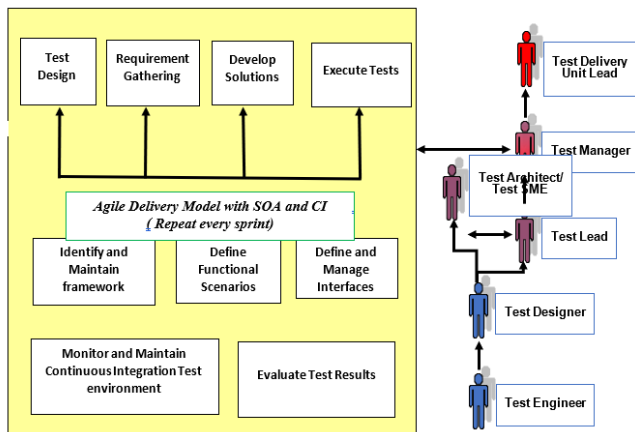 Test
Design
Requirement
Gathering
Develop
Solutions
Execute Tests
Agile Delivery Model with SOA and CI
( Repeat every sprint)
Identify and
Maintain
framework
Define
Functional
Scenarios
Define and
Manage
Interfaces
Monitor and Maintain
Continuous Integration Test
environment
Evaluate Test Results
Test Delivery
Unit Lead
Test Manager
Test Architect/
Test SME
Test Lead
Test Designer
Test Engineer